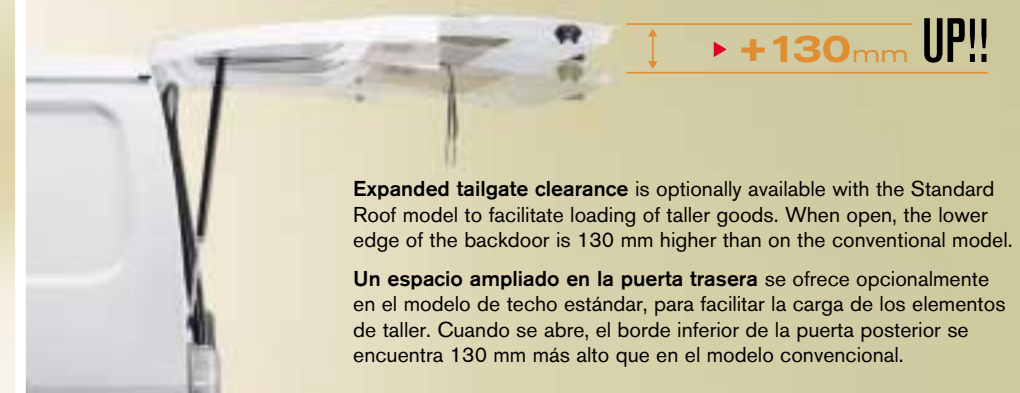 +130mm UP!!
Expanded tailgate clearance is optionally available with the Standard
Roof model to facilitate loading of taller goods. When open, the lower
edge of the backdoor is 130 mm higher than on the conventional model.
Un espacio ampliado en la puerta trasera se ofrece opcionalmente
en el modelo de techo estándar, para facilitar la carga de los elementos
de taller. Cuando se abre, el borde inferior de la puerta posterior se
encuentra 130 mm más alto que en el modelo convencional.